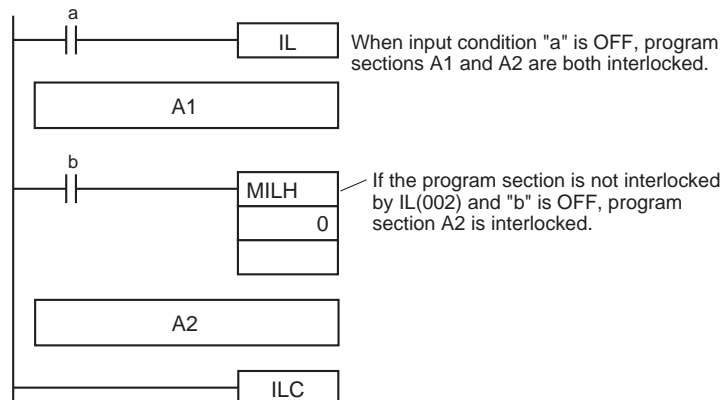 a
IL
When input condition "a" is OFF, program
sections A1 and A2 are both interlocked.
A1
b
MILH
0
If the program section is not interlocked
by IL(002) and "b" is OFF, program
section A2 is interlocked.
A2
ILC